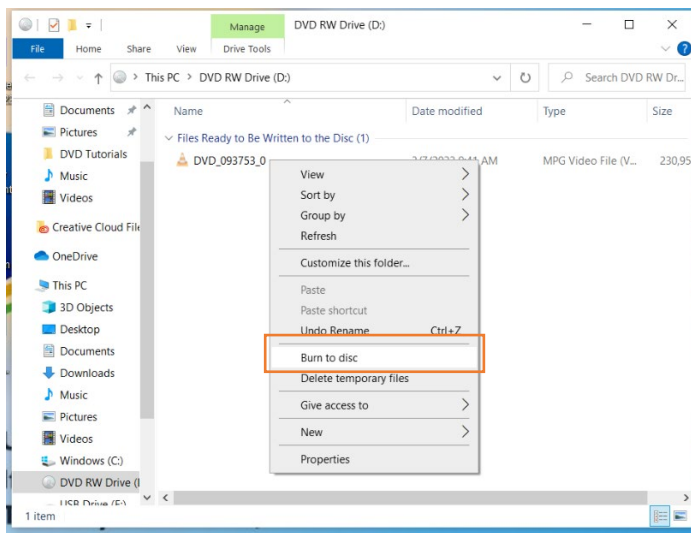 Manage
DVD RW Drive (D:)
File Home Share View Drive Tools
This PC > DVD RW Drive (D:)
Search DVD RW Dr...
Name Date modified Type Size
Files Ready to Be Written to the Disc (1)
DVD_093753_0 AM MPG Video File (V... 230,95
Documents
Pictures
DVD Tutorials
Music
Videos
Creative Cloud File
OneDrive
This PC
3D Objects
Desktop
Documents
Downloads
Music
Pictures
Videos
Windows (C:)
DVD RW Drive (
USB Drive (F:)
View
Sort by
Group by
Refresh
Customize this folder...
Paste
Paste shortcut
Undo Rename Ctrl+Z
Burn to disc
Delete temporary files
Give access to
New
Properties
1 item